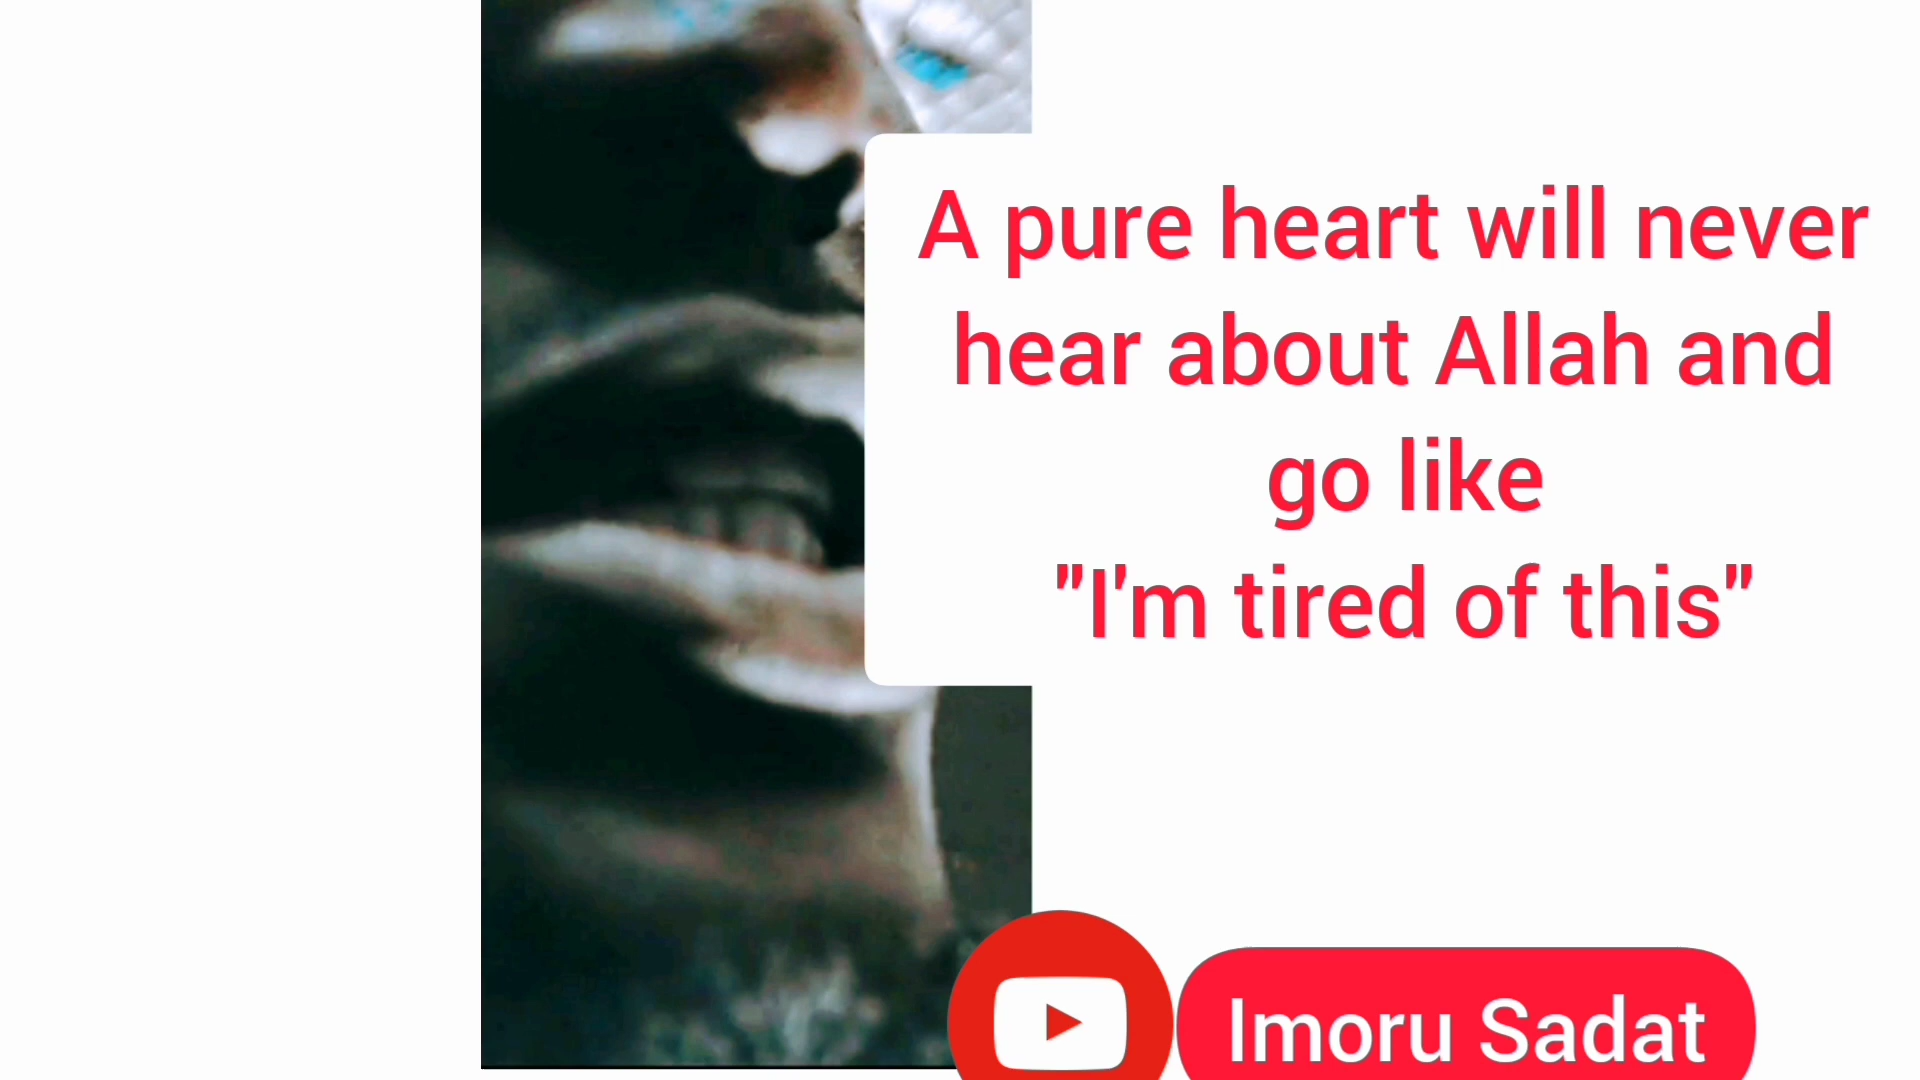 A pure heart will never
hear about Allah and
go like
"I'm tired of this"
Imoru Sadat